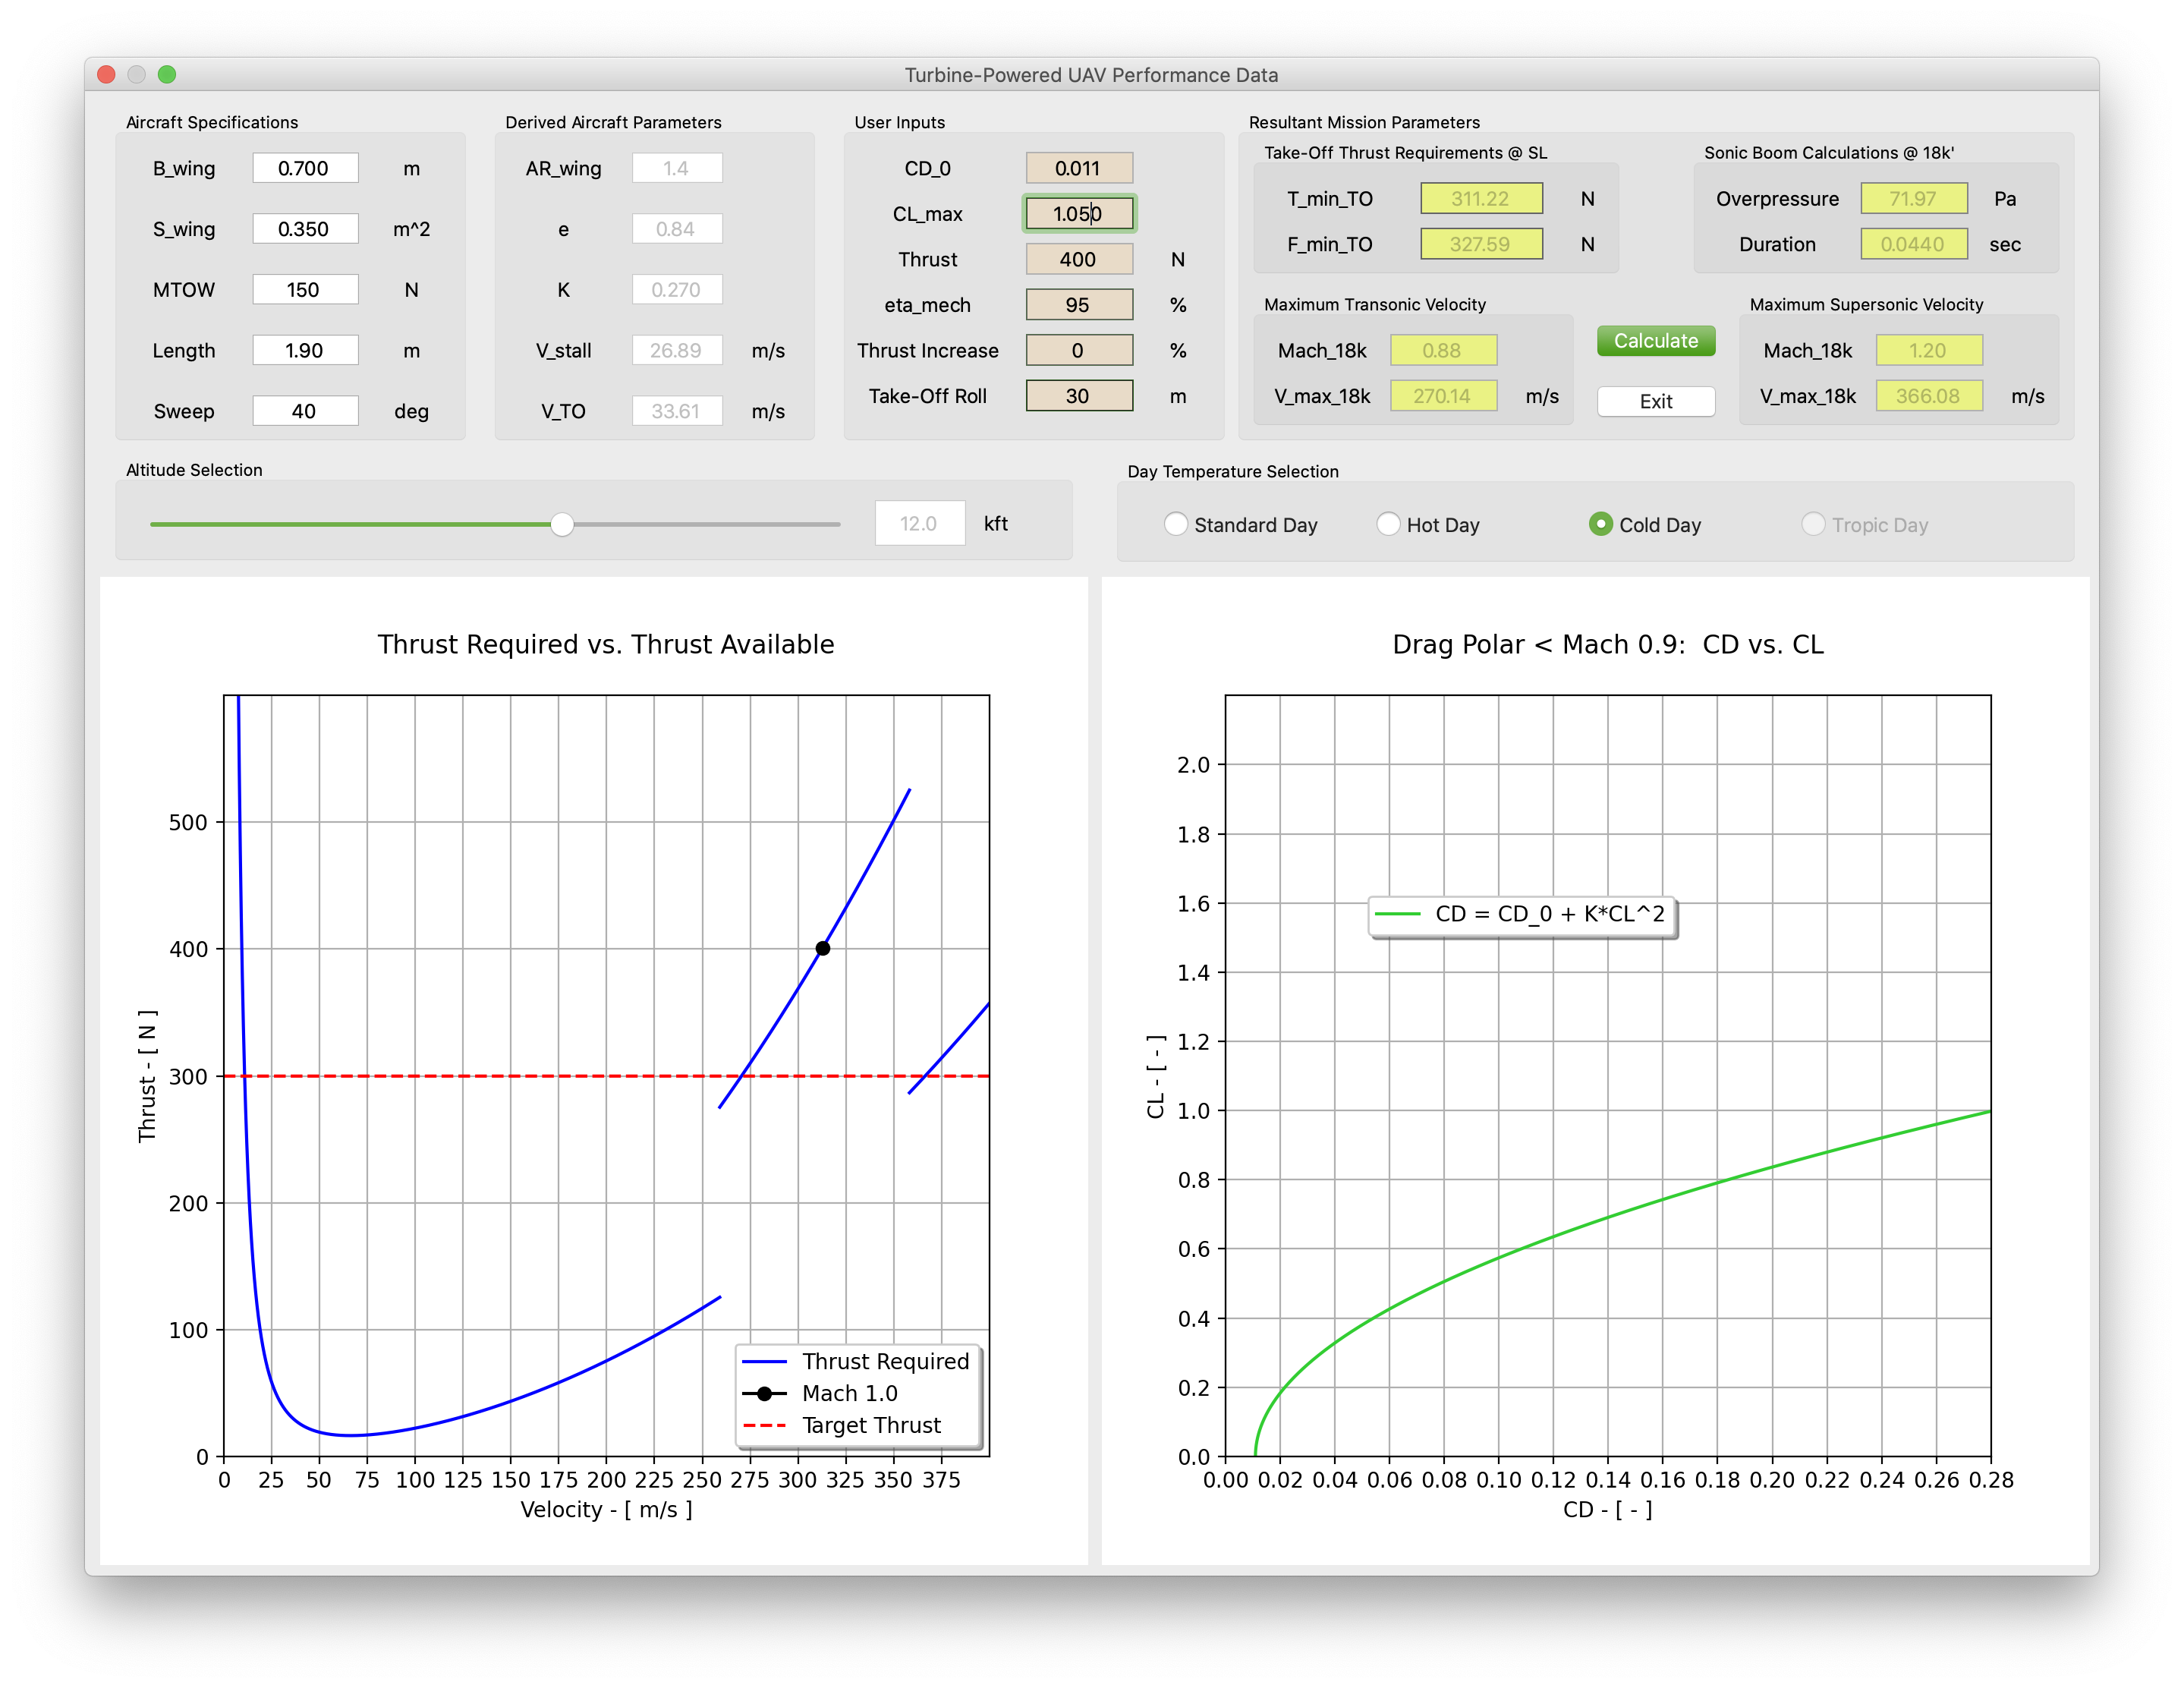 Turbine-Powered UAV Performance Data
Aircraft Specifications
B_wing 0.700 m
S_wing 0.350 m^2
MTOW 150 N
Length 1.90 m
Sweep 40 deg
Derived Aircraft Parameters
AR_wing 1.4
e 0.84
K 0.270
V_stall 26.89 m/s
V_TO 33.61 m/s
User Inputs
CD_0 0.011
CL_max 1.050
Thrust 400 N
eta_mech 95 %
Thrust Increase 0 %
Take-Off Roll 30 m
Resultant Mission Parameters
Take-Off Thrust Requirements @ SL
T_min_TO 311.22 N
F_min_TO 327.59 N
Sonic Boom Calculations @ 18k'
Overpressure 71.97 Pa
Duration 0.0440 sec
Maximum Transonic Velocity
Mach_18k 0.88
V_max_18k 270.14 m/s
Calculate
Exit
Maximum Supersonic Velocity
Mach_18k 1.20
V_max_18k 366.08 m/s
Altitude Selection
12.0 kft
Day Temperature Selection
Standard Day Hot Day Cold Day Tropic Day
Thrust Required vs. Thrust Available
500
400
300
200
100
0
Thrust - [ N ]
Thrust Required
Mach 1.0
Target Thrust
0 25 50 75 100 125 150 175 200 225 250 275 300 325 350 375
Velocity - [ m/s ]
Drag Polar < Mach 0.9: CD vs. CL
2.0
1.8
1.6
1.4
1.2
1.0
0.8
0.6
0.4
0.2
0.0
CL - [ - ]
CD = CD_0 + K*CL^2
0.00 0.02 0.04 0.06 0.08 0.10 0.12 0.14 0.16 0.18 0.20 0.22 0.24 0.26 0.28
CD - [ - ]